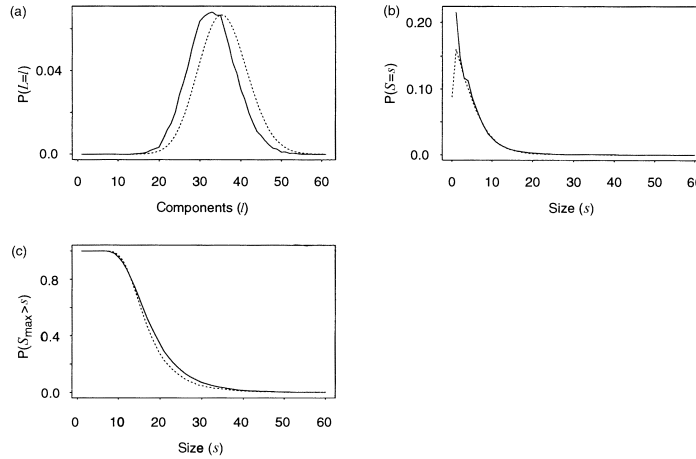 (a)
P(L=l)
0.04
0.0
0 10 20 30 40 50 60
Components (l)
(b)
P(S=s)
0.20
0.10
0.0
0 10 20 30 40 50 60
Size (s)
(c)
P(Smax>s)
0.8
0.4
0.0
0 10 20 30 40 50 60
Size (s)